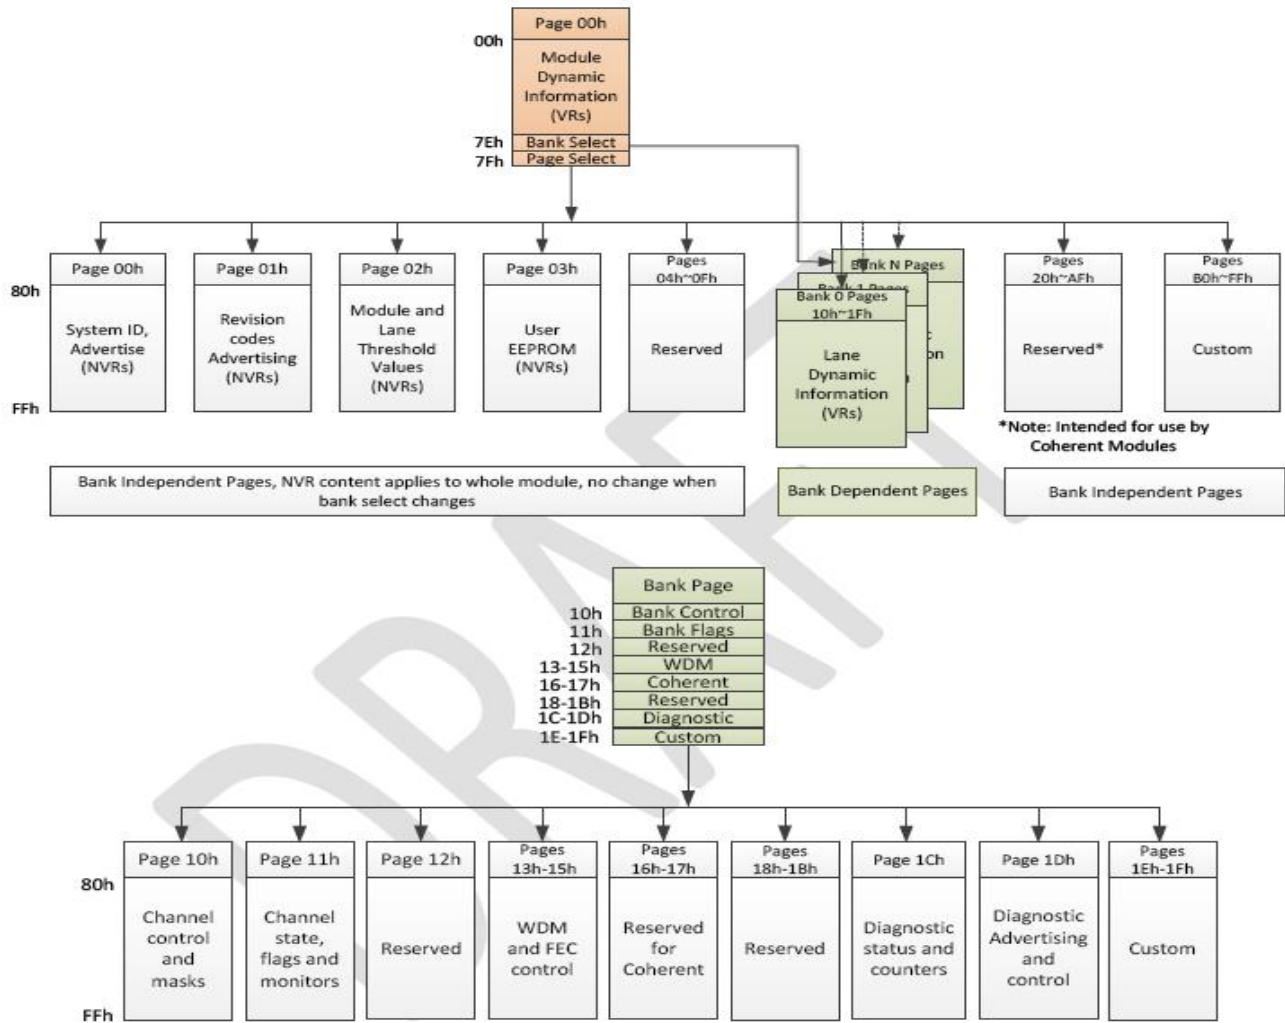 Page 00h
00h
Module
Dynamic
Information
(VRs)
7Eh
Bank Select
7Fh
Page Select
Page 00h
Page 01h
Page 02h
Page 03h
Pages
04h~0Fh
Bank N Pages
Bank 1 Pages
Bank 0 Pages
10h~1Fh
Pages
20h~AFh
Pages
B0h~FFh
80h
System ID,
Advertise
(NVRs)
Revision
codes
Advertising
(NVRs)
Module and
Lane
Threshold
Values
(NVRs)
User
EEPROM
(NVRs)
Reserved
Lane
Dynamic
Information
(VRs)
Reserved*
Custom
FFh
*Note: Intended for use by
Coherent Modules
Bank Independent Pages, NVR content applies to whole module, no change when
bank select changes
Bank Dependent Pages
Bank Independent Pages
Bank Page
10h
Bank Control
11h
Bank Flags
12h
Reserved
13-15h
WDM
16-17h
Coherent
18-1Bh
Reserved
1C-1Dh
Diagnostic
1E-1Fh
Custom
Page 10h
Page 11h
Page 12h
Pages
13h-15h
Pages
16h-17h
Pages
18h-1Bh
Page 1Ch
Page 1Dh
Pages
1Eh-1Fh
80h
Channel
control
and
masks
Channel
state,
flags and
monitors
Reserved
WDM
and FEC
control
Reserved
for
Coherent
Reserved
Diagnostic
status and
counters
Diagnostic
Advertising
and
control
Custom
FFh
DRAFT